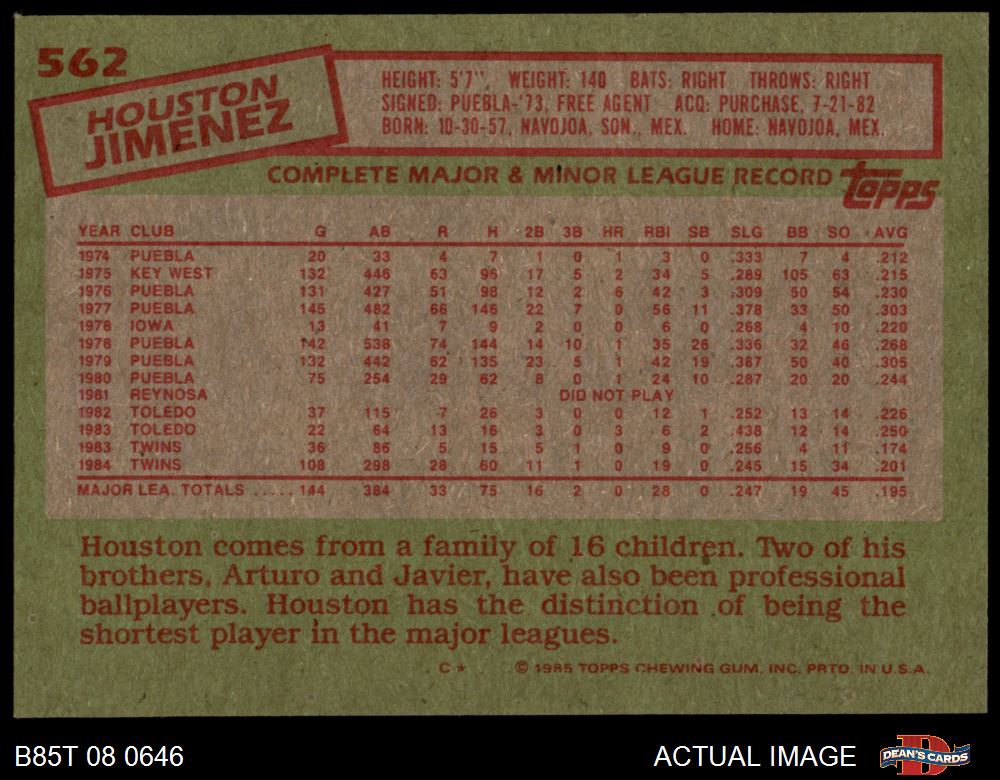 562
HOUSTON
JIMENEZ
HEIGHT: 5'7" WEIGHT: 140 BATS: RIGHT THROWS: RIGHT
SIGNED: PUEBLA-'73, FREE AGENT ACQ: PURCHASE, 7-21-82
BORN: 10-30-57, NAVOJOA, SON., MEX. HOME: NAVOJOA, MEX.
COMPLETE MAJOR & MINOR LEAGUE RECORD topps
YEAR CLUB G AB R H 2B 3B HR RBI SB SLG BB SO AVG
1974 PUEBLA 20 33 4 7 1 0 1 3 0 .333 7 4 .212
1975 KEY WEST 132 446 63 96 17 5 2 34 5 .289 105 63 .215
1976 PUEBLA 131 427 51 98 12 2 6 42 3 .309 50 54 .230
1977 PUEBLA 145 482 66 146 22 7 0 56 11 .378 33 50 .303
1978 IOWA 13 41 7 9 2 0 0 6 0 .268 4 10 .220
1978 PUEBLA 142 538 74 144 14 10 1 35 26 .336 32 46 .268
1979 PUEBLA 132 442 62 135 23 5 1 42 19 .387 50 40 .305
1980 PUEBLA 75 254 29 62 8 0 1 24 10 .287 20 20 .244
1981 REYNOSA DID NOT PLAY
1982 TOLEDO 37 115 7 26 3 0 0 12 1 .252 13 14 .226
1983 TOLEDO 22 64 13 16 3 0 3 6 2 .438 12 14 .250
1983 TWINS 36 86 5 15 5 1 0 9 0 .256 4 11 .174
1984 TWINS 108 298 28 60 11 1 0 19 0 .245 15 34 .201
MAJOR LEA. TOTALS ..... 144 384 33 75 16 2 0 28 0 .247 19 45 .195
Houston comes from a family of 16 children. Two of his
brothers, Arturo and Javier, have also been professional
ballplayers. Houston has the distinction of being the
shortest player in the major leagues.
C* © 1985 TOPPS CHEWING GUM, INC. PRTD. IN U.S.A.
B85T 08 0646 ACTUAL IMAGE D DEAN'S CARDS